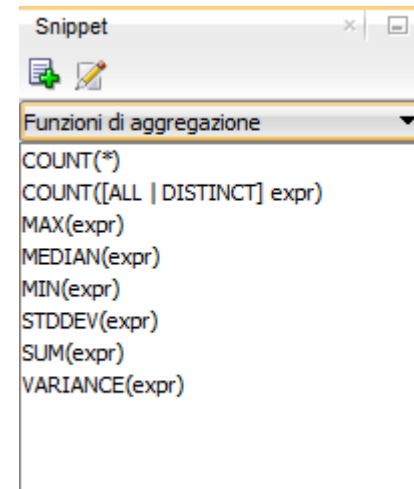 Snippet
Funzioni di aggregazione
COUNT(*)
COUNT([ALL | DISTINCT] expr)
MAX(expr)
MEDIAN(expr)
MIN(expr)
STDDEV(expr)
SUM(expr)
VARIANCE(expr)